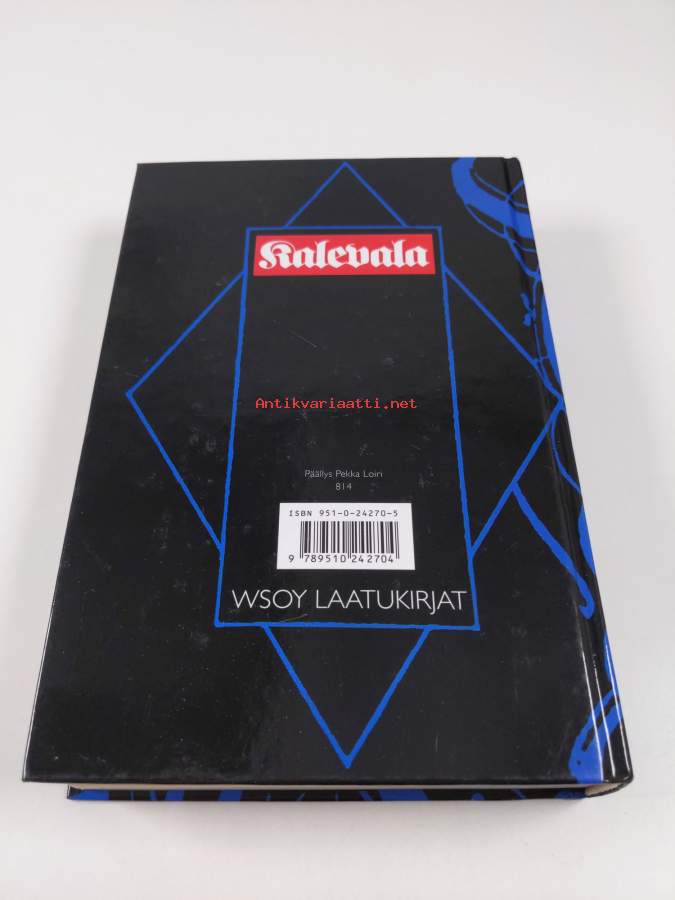 Kalevala
Antikvariaatti.net
Päällys Pekka Loiri
814
ISBN 951-0-24270-5
9 789510 242704
WSOY LAATUKIRJAT